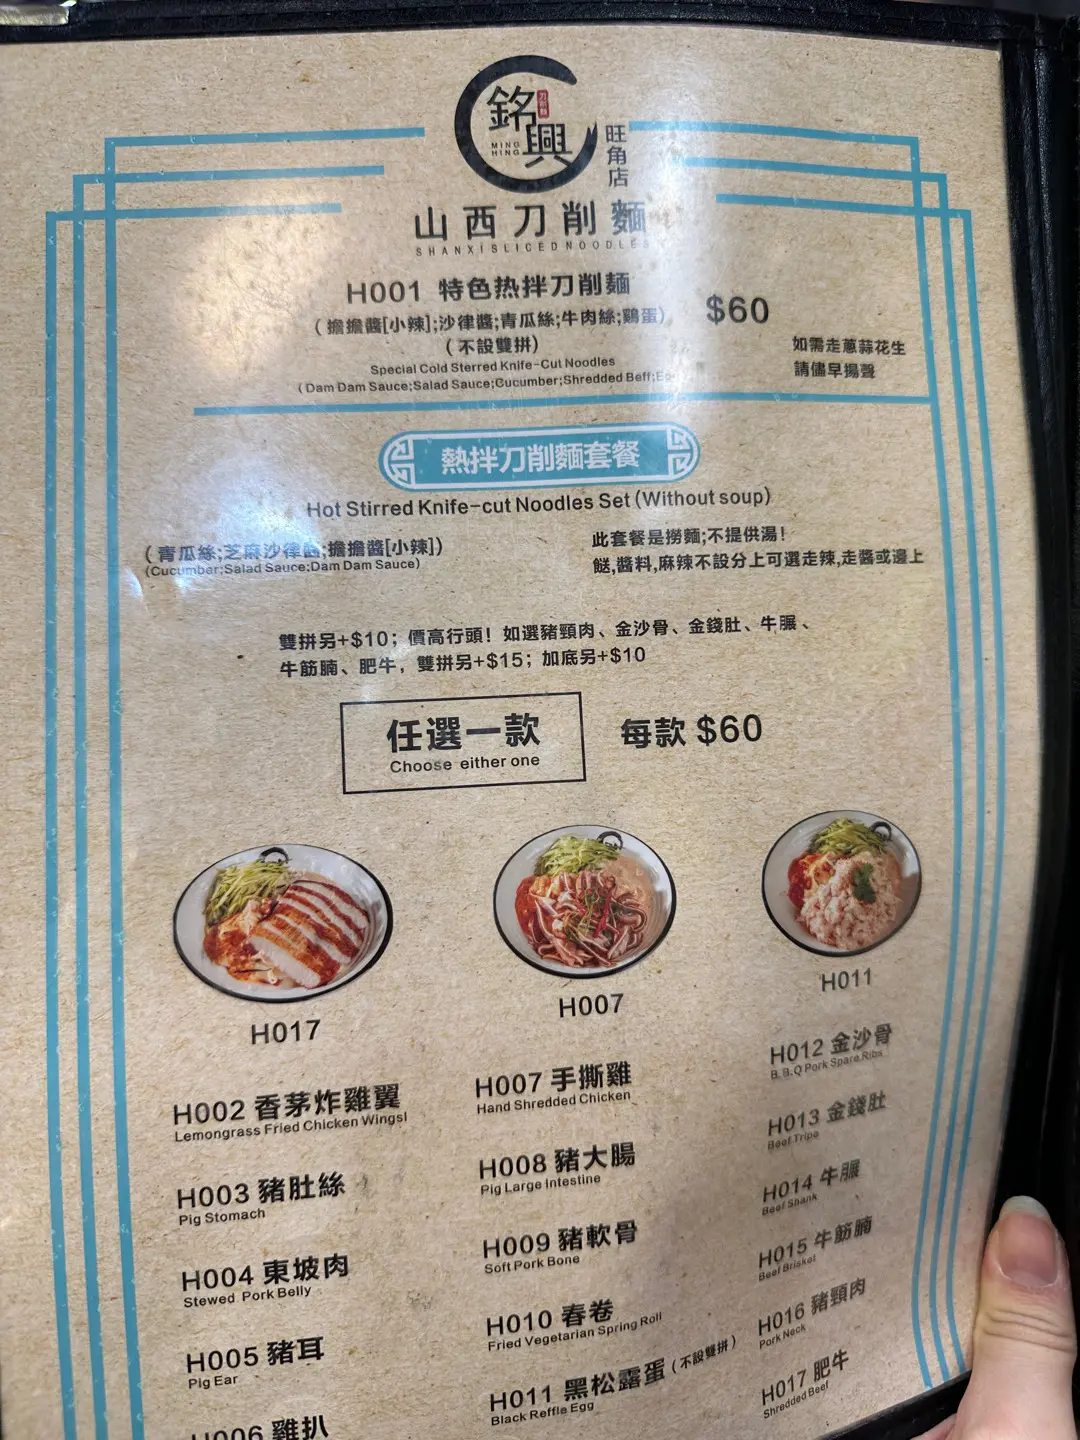 銘興
刀削麵
MING HING
旺角店
山西刀削麵
SHANXI SLICED NOODLES
H001 特色热拌刀削麵 $60
(擔擔醬[小辣];沙律醬;青瓜絲;牛肉絲;鷄蛋)
(不設雙拼)
Special Cold Sterred Knife-Cut Noodles
(Dam Dam Sauce;Salad Sauce;Cucumber;Shredded Beff;
如需走蔥蒜花生
請儘早揚聲
熱拌刀削麵套餐
Hot Stirred Knife-cut Noodles Set (Without soup)
(青瓜絲;芝麻沙律醬;擔擔醬[小辣])
(Cucumber;Salad Sauce;Dam Dam Sauce)
此套餐是撈麵;不提供湯!
餸,醬料,麻辣不設分上可選走辣,走醬或邊上
雙拼另+$10; 價高行頭! 如選豬頸肉、金沙骨、金錢肚、牛𦟌、
牛筋腩、肥牛, 雙拼另+$15; 加底另+$10
任選一款
Choose either one
每款 $60
H017
H007
H011
H002 香茅炸雞翼
Lemongrass Fried Chicken Wingsl
H003 豬肚絲
Pig Stomach
H004 東坡肉
Stewed Pork Belly
H005 豬耳
Pig Ear
H006 雞扒
H007 手撕雞
Hand Shredded Chicken
H008 豬大腸
Pig Large Intestine
H009 豬軟骨
Soft Pork Bone
H010 春卷
Fried Vegetarian Spring Roll
H011 黑松露蛋 (不設雙拼)
Black Reffle Egg
H012 金沙骨
B.B.Q Pork Spare Ribs
H013 金錢肚
Beef Tripe
H014 牛𦟌
Beef Shank
H015 牛筋腩
Beef Brisket
H016 豬頸肉
Pork Neck
H017 肥牛
Shredded Beef